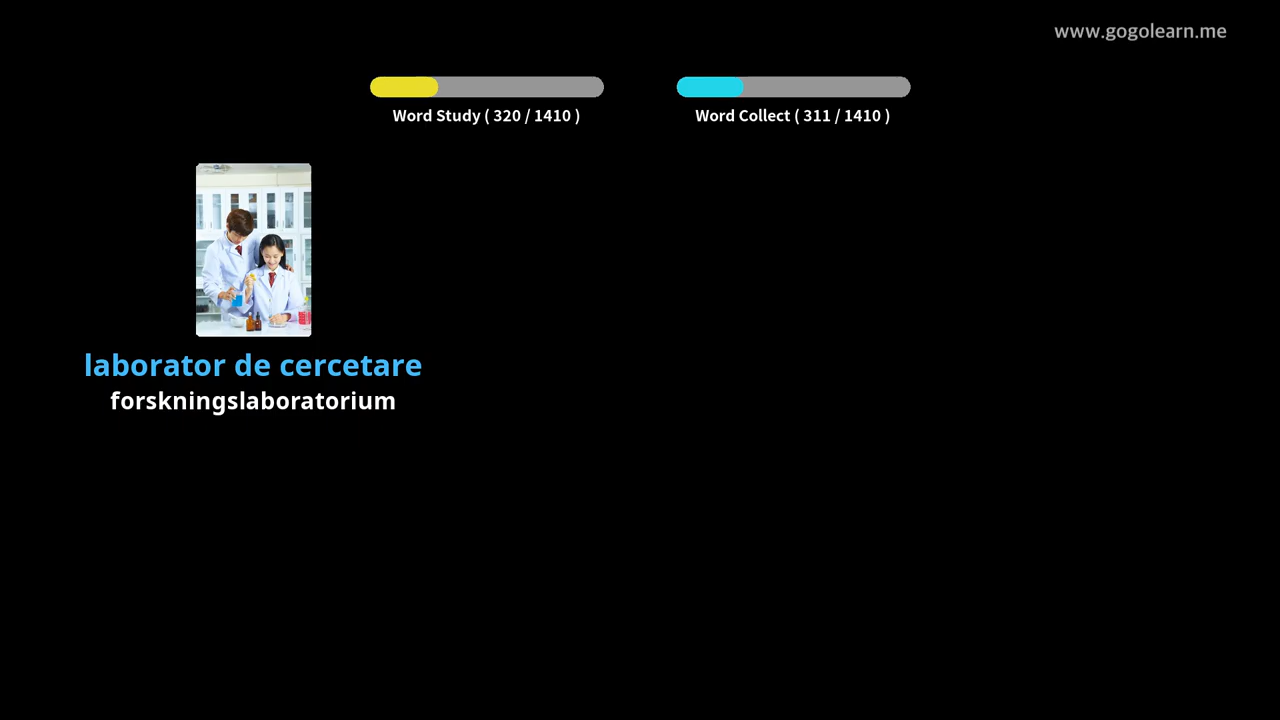 www.gogolearn.me
Word Study ( 320 / 1410 )
Word Collect ( 311 / 1410 )
laborator de cercetare
forskningslaboratorium